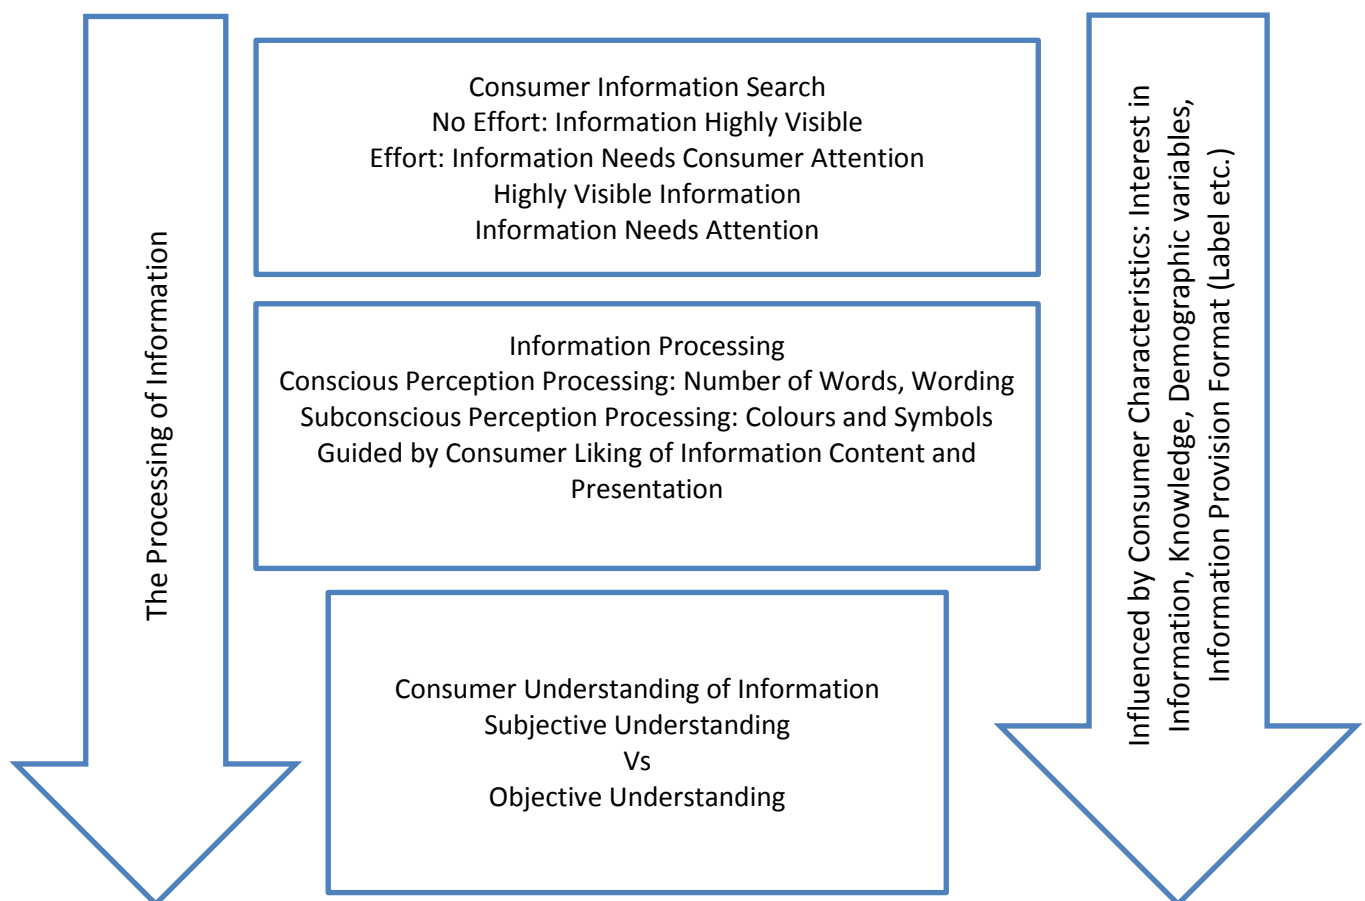 The Processing of Information
Consumer Information Search
No Effort: Information Highly Visible
Effort: Information Needs Consumer Attention
Highly Visible Information
Information Needs Attention
Information Processing
Conscious Perception Processing: Number of Words, Wording
Subconscious Perception Processing: Colours and Symbols
Guided by Consumer Liking of Information Content and
Presentation
Consumer Understanding of Information
Subjective Understanding
Vs
Objective Understanding
Influenced by Consumer Characteristics: Interest in
Information, Knowledge, Demographic variables,
Information Provision Format (Label etc.)